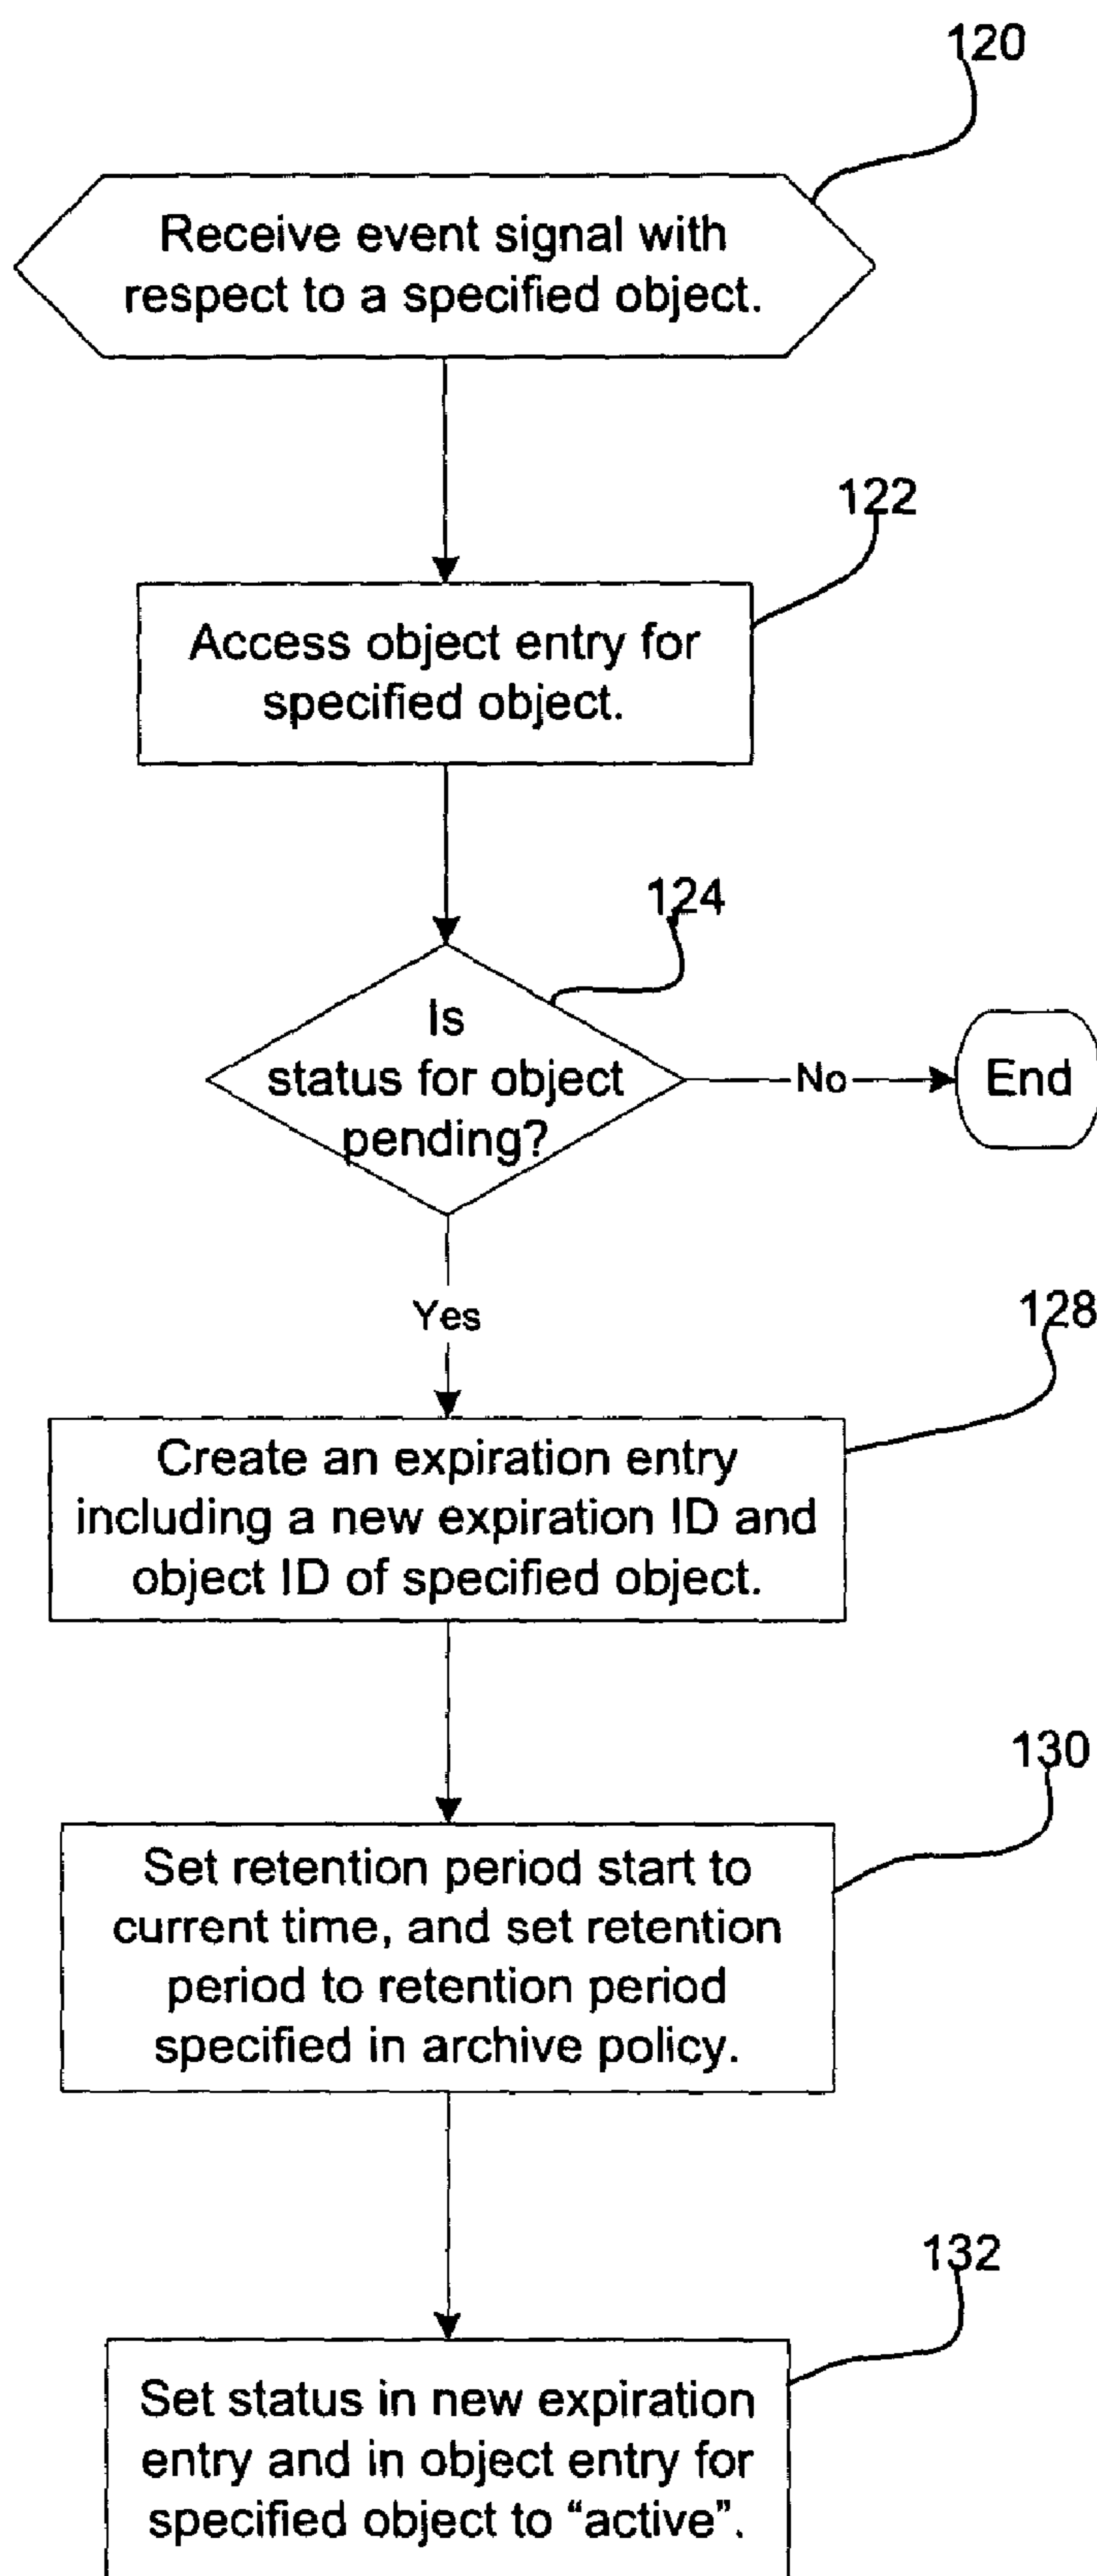 120
Receive event signal with
respect to a specified object.
122
Access object entry for
specified object.
124
Is
status for object
pending?
No
End
Yes
128
Create an expiration entry
including a new expiration ID and
object ID of specified object.
130
Set retention period start to
current time, and set retention
period to retention period
specified in archive policy.
132
Set status in new expiration
entry and in object entry for
specified object to “active”.